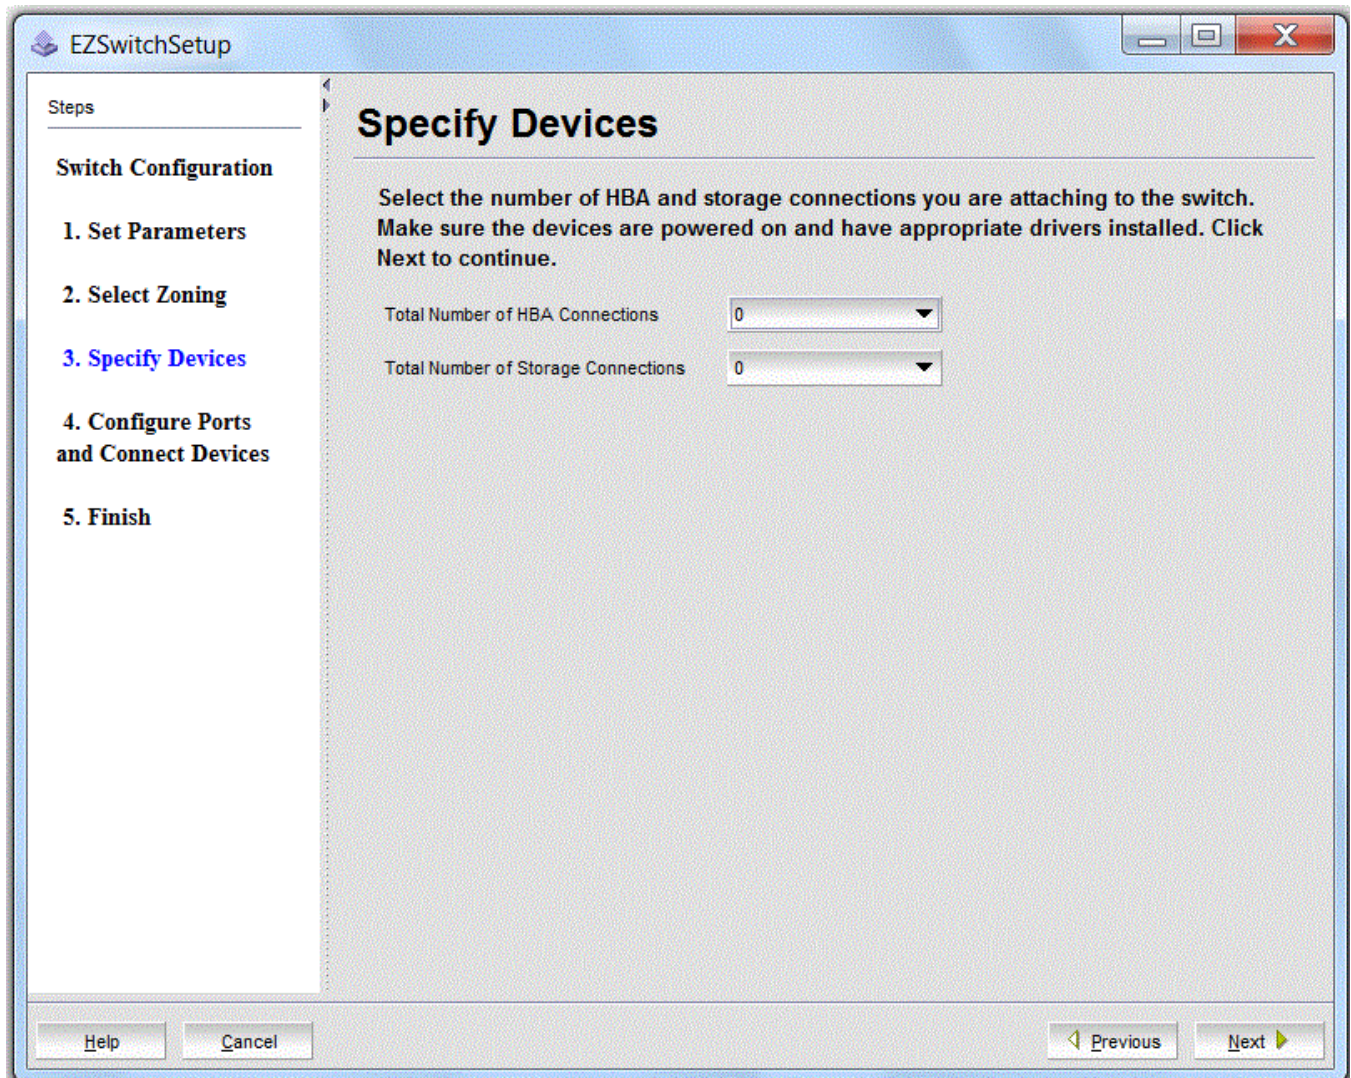 EZSwitchSetup
Steps
Switch Configuration
1. Set Parameters
2. Select Zoning
3. Specify Devices
4. Configure Ports
and Connect Devices
5. Finish
Specify Devices
Select the number of HBA and storage connections you are attaching to the switch.
Make sure the devices are powered on and have appropriate drivers installed. Click
Next to continue.
Total Number of HBA Connections 0
Total Number of Storage Connections 0
Help Cancel Previous Next